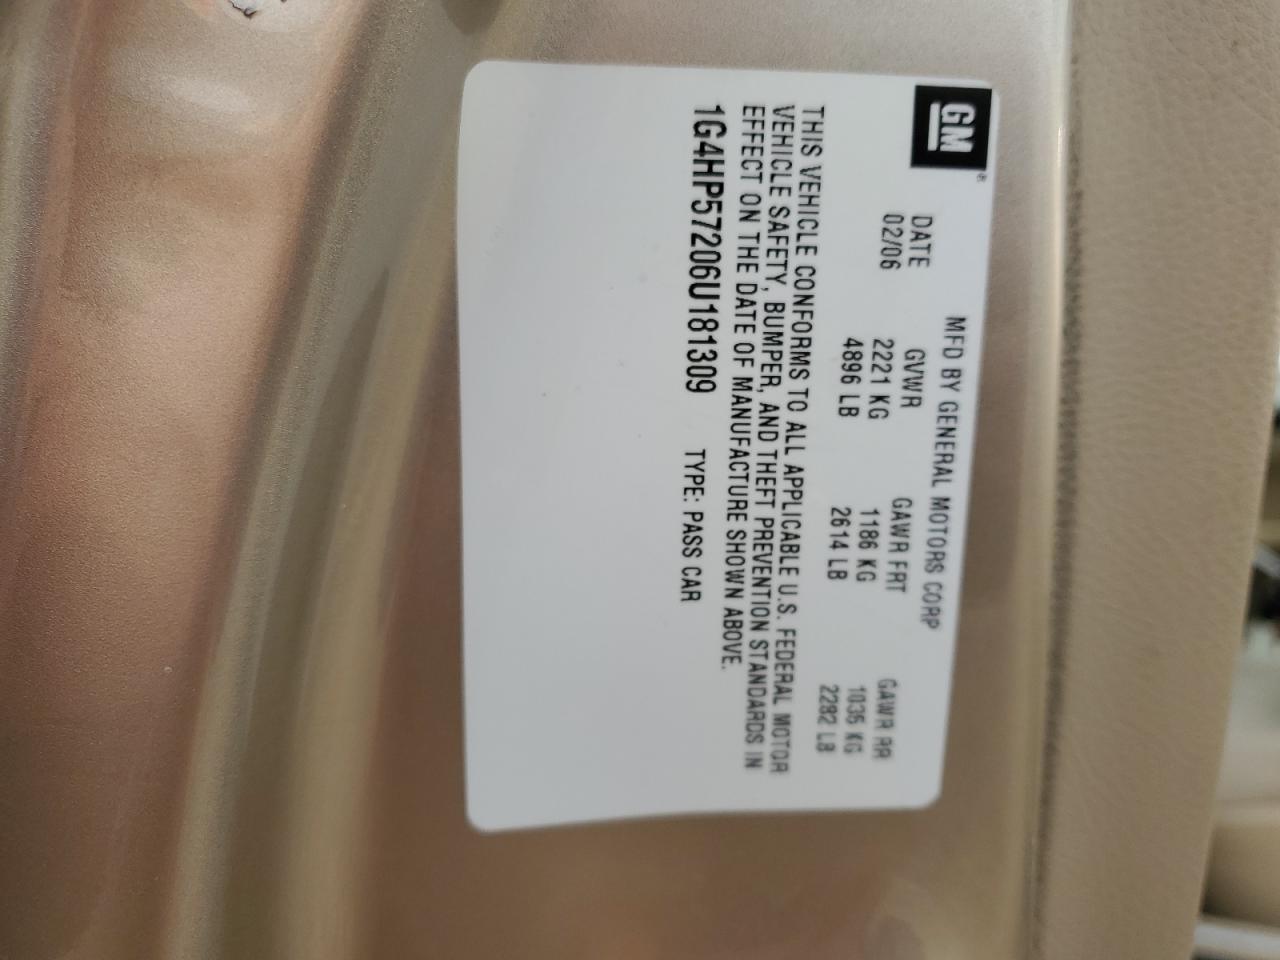 GM®
MFD BY GENERAL MOTORS CORP
DATE GVWR GAWR FRT GAWR RR
02/06 2221 KG 1186 KG 1035 KG
4896 LB 2614 LB 2282 LB
THIS VEHICLE CONFORMS TO ALL APPLICABLE U.S. FEDERAL MOTOR
VEHICLE SAFETY, BUMPER, AND THEFT PREVENTION STANDARDS IN
EFFECT ON THE DATE OF MANUFACTURE SHOWN ABOVE.
1G4HP57206U181309 TYPE: PASS CAR